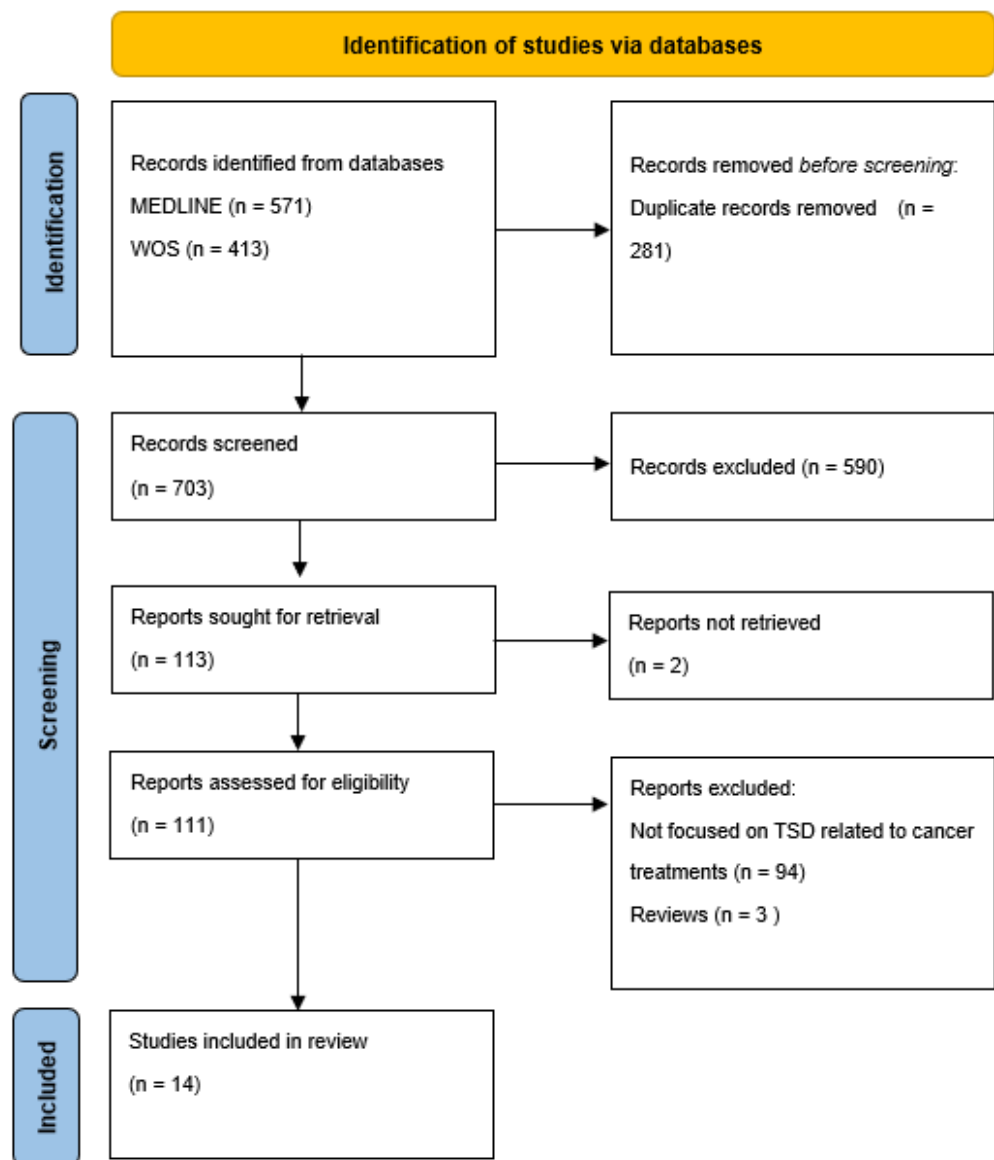 Identification of studies via databases
Identification
Records identified from databases
MEDLINE (n = 571)
WOS (n = 413)
Records removed before screening:
Duplicate records removed (n =
281)
Screening
Records screened
(n = 703)
Records excluded (n = 590)
Reports sought for retrieval
(n = 113)
Reports not retrieved
(n = 2)
Reports assessed for eligibility
(n = 111)
Reports excluded:
Not focused on TSD related to cancer
treatments (n = 94)
Reviews (n = 3 )
Included
Studies included in review
(n = 14)